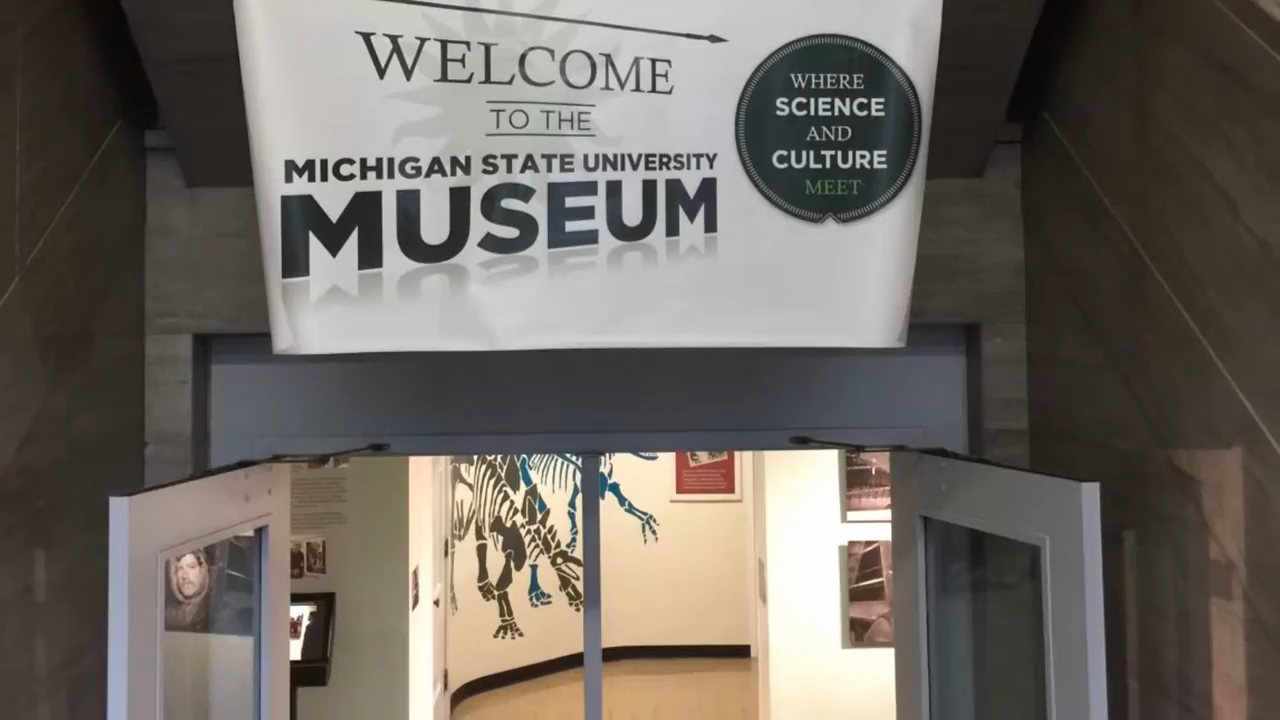 WELCOME
TO THE
MICHIGAN STATE UNIVERSITY
MUSEUM
WHERE
SCIENCE
AND
CULTURE
MEET